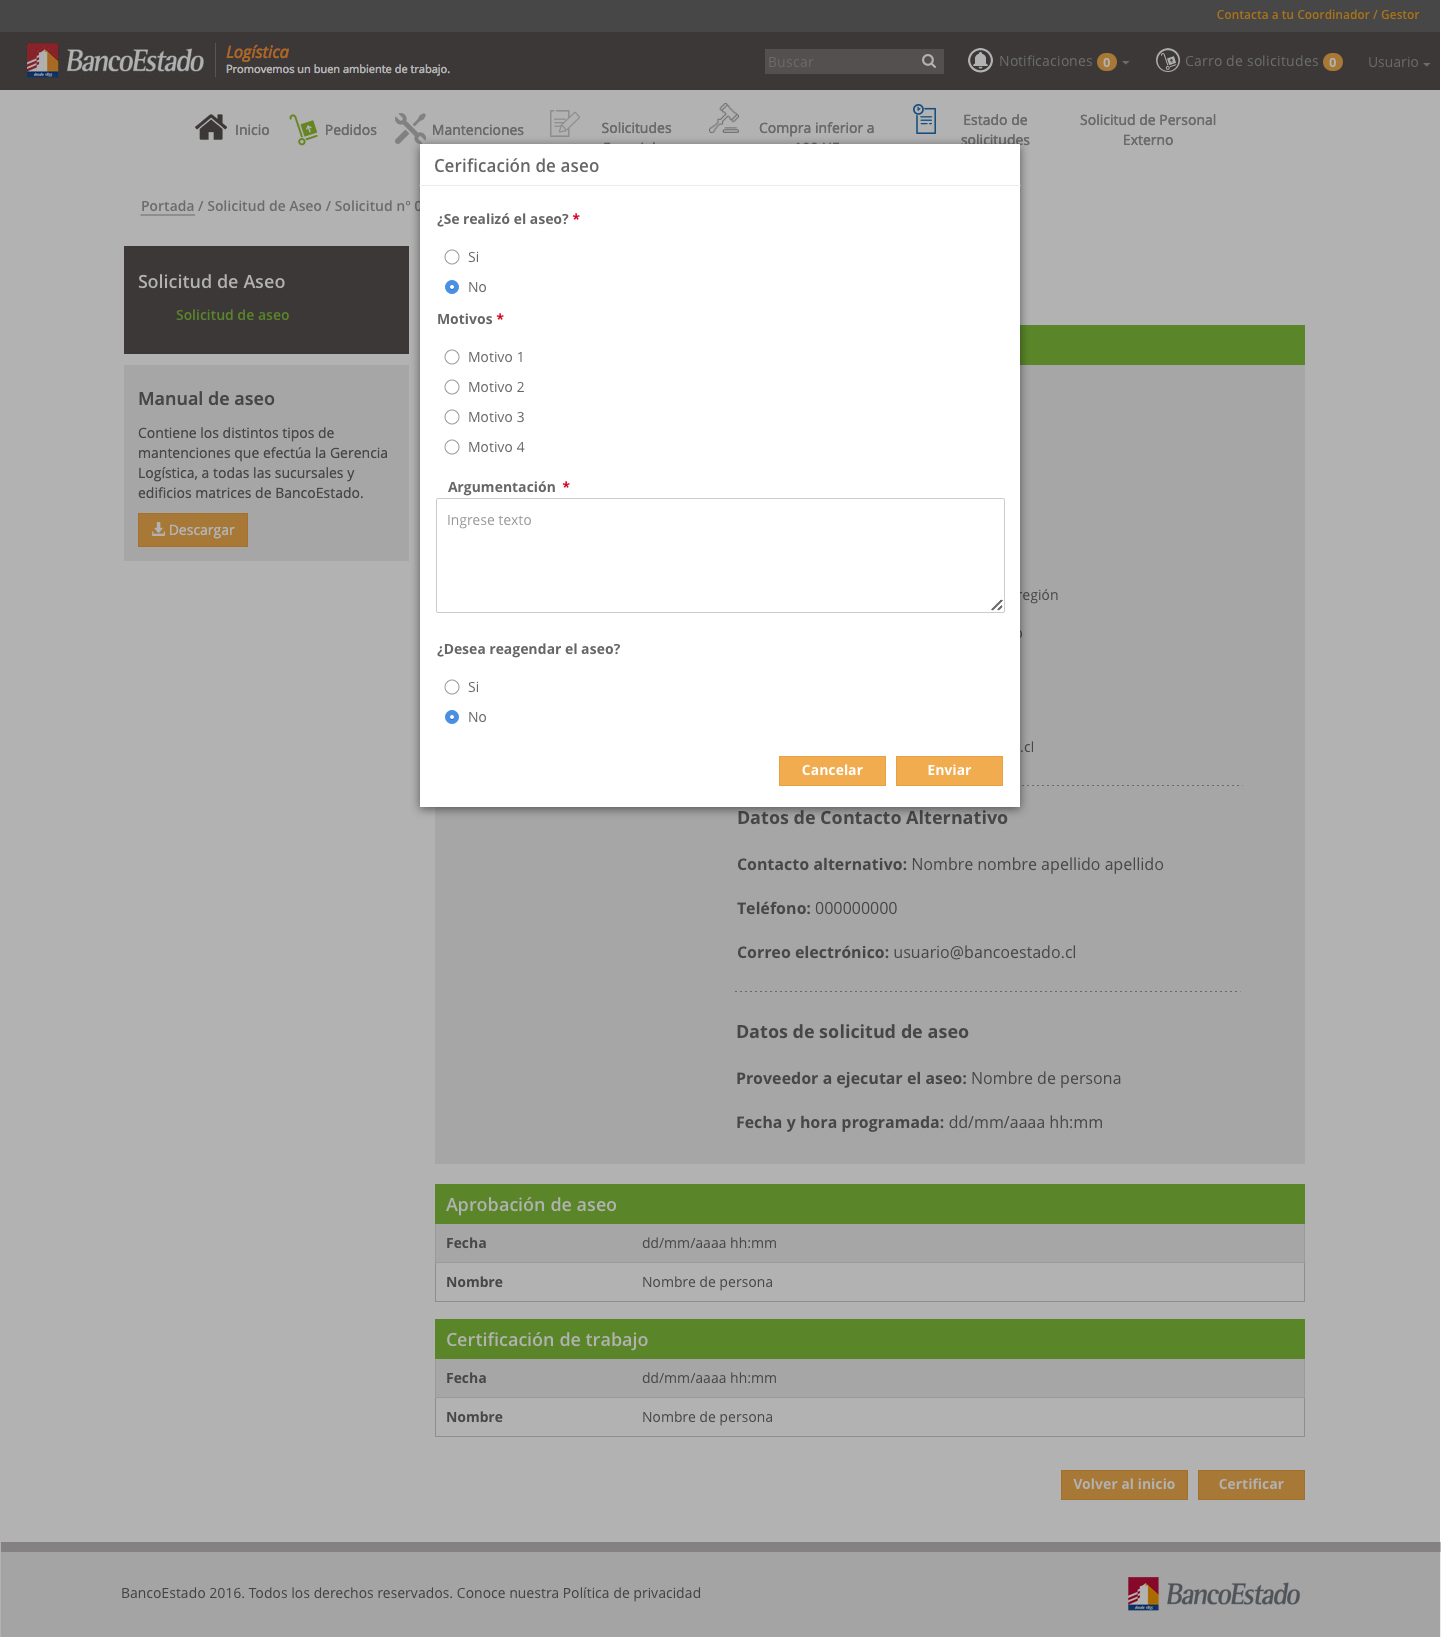 Contacta a tu Coordinador / Gestor
BancoEstado
desde 1855
Logística
Promovemos un buen ambiente de trabajo.
Buscar
Notificaciones 0
Carro de solicitudes 0
Usuario
Inicio
Pedidos
Mantenciones
Solicitudes
Compra inferior a
Estado de
solicitudes
Solicitud de Personal
Externo
Portada / Solicitud de Aseo / Solicitud n° 0
Solicitud de Aseo
Solicitud de aseo
Manual de aseo
Contiene los distintos tipos de
mantenciones que efectúa la Gerencia
Logística, a todas las sucursales y
edificios matrices de BancoEstado.
Descargar
Cerificación de aseo
¿Se realizó el aseo? *
Si
No
Motivos *
Motivo 1
Motivo 2
Motivo 3
Motivo 4
Argumentación *
Ingrese texto
¿Desea reagendar el aseo?
Si
No
Cancelar
Enviar
región
.cl
Datos de Contacto Alternativo
Contacto alternativo: Nombre nombre apellido apellido
Teléfono: 000000000
Correo electrónico: usuario@bancoestado.cl
Datos de solicitud de aseo
Proveedor a ejecutar el aseo: Nombre de persona
Fecha y hora programada: dd/mm/aaaa hh:mm
Aprobación de aseo
Fecha dd/mm/aaaa hh:mm
Nombre Nombre de persona
Certificación de trabajo
Fecha dd/mm/aaaa hh:mm
Nombre Nombre de persona
Volver al inicio
Certificar
BancoEstado 2016. Todos los derechos reservados. Conoce nuestra Política de privacidad
BancoEstado
desde 1855